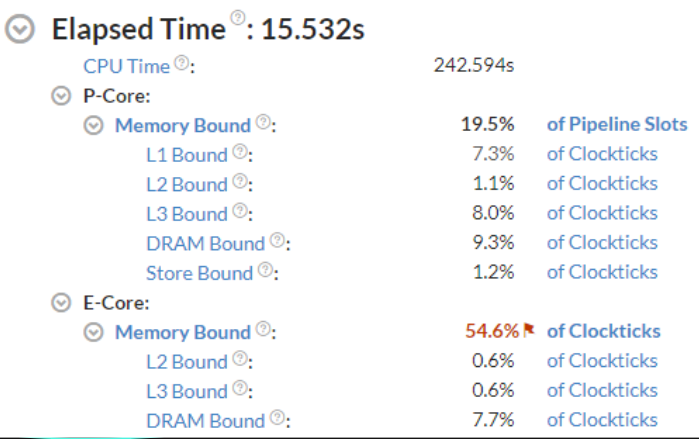 Elapsed Time ?: 15.532s
CPU Time ?: 242.594s
P-Core:
Memory Bound ?: 19.5% of Pipeline Slots
L1 Bound ?: 7.3% of Clockticks
L2 Bound ?: 1.1% of Clockticks
L3 Bound ?: 8.0% of Clockticks
DRAM Bound ?: 9.3% of Clockticks
Store Bound ?: 1.2% of Clockticks
E-Core:
Memory Bound ?: 54.6% of Clockticks
L2 Bound ?: 0.6% of Clockticks
L3 Bound ?: 0.6% of Clockticks
DRAM Bound ?: 7.7% of Clockticks